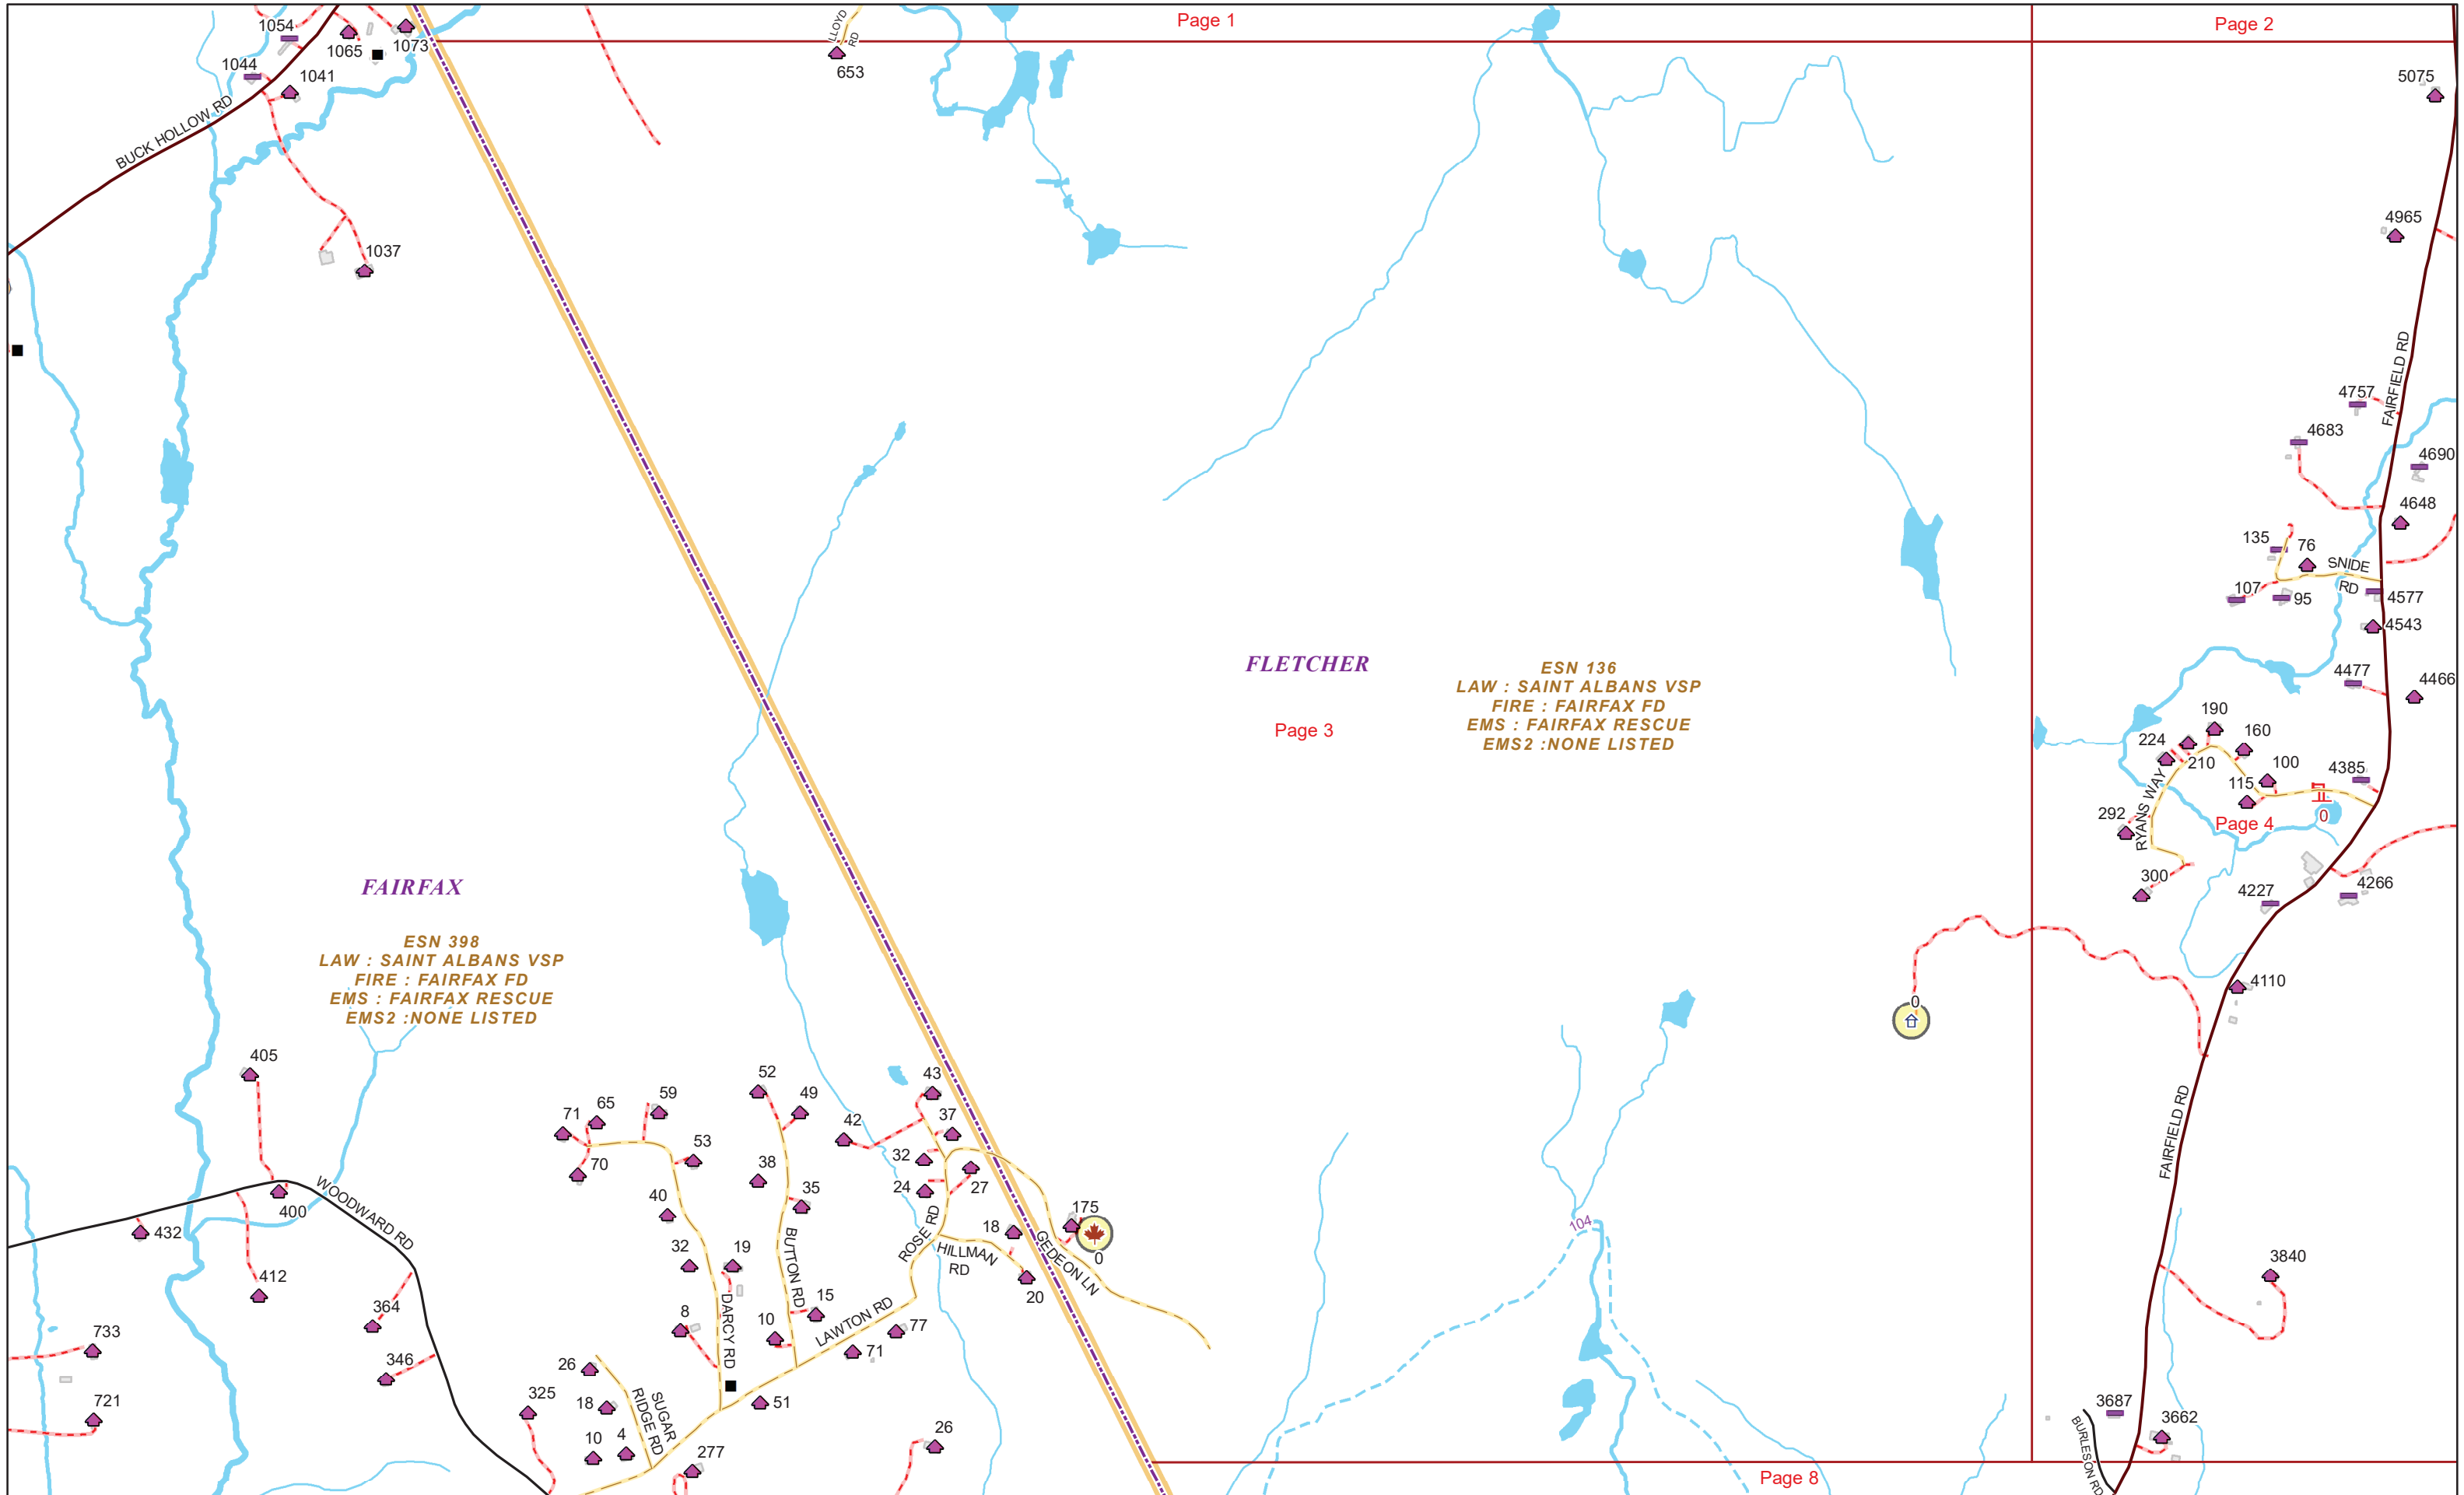 Page 1
Page 2
1054
1065
1073
LLOYD
RD
653
1044
1041
BUCK HOLLOW RD
5075
1037
4965
FAIRFIELD RD
4757
4683
4690
4648
135
76
SNIDE
RD
107
95
4577
4543
FLETCHER
Page 3
ESN 136
LAW : SAINT ALBANS VSP
FIRE : FAIRFAX FD
EMS : FAIRFAX RESCUE
EMS2 :NONE LISTED
4477
4466
190
224
160
210
100
115
4385
292
RYANS WAY
0
Page 4
300
4266
4227
FAIRFAX
ESN 398
LAW : SAINT ALBANS VSP
FIRE : FAIRFAX FD
EMS : FAIRFAX RESCUE
EMS2 :NONE LISTED
4110
0
405
52
49
43
71
65
59
42
37
53
32
70
38
24
27
40
35
400
432
WOODWARD RD
412
175
18
ROSE RD
HILLMAN
RD
GEDEON LN
0
20
104
FAIRFIELD RD
3840
32
19
BUTTON RD
364
8
DARCY RD
10
15
LAWTON RD
77
71
733
346
26
721
325
18
SUGAR
RIDGE RD
51
10
4
277
26
3687
3662
BURLESON RD
Page 8